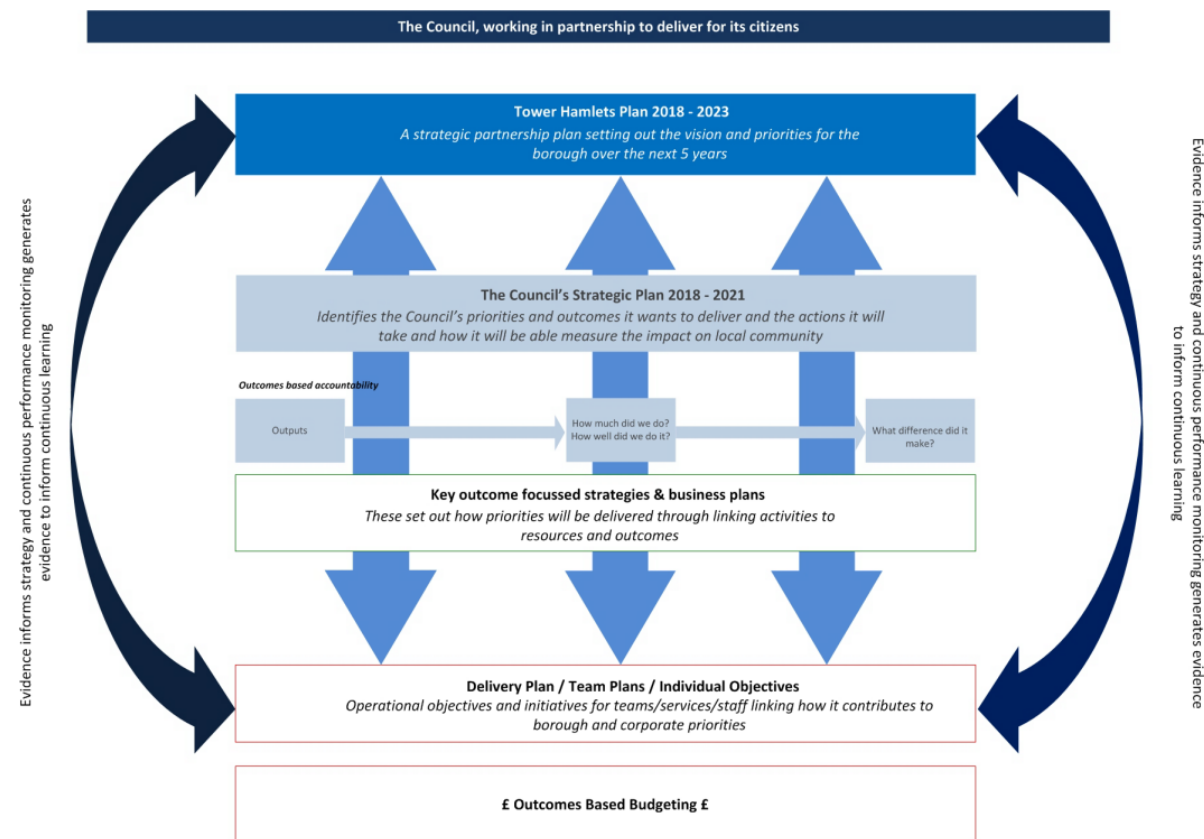 The Council, working in partnership to deliver for its citizens
Tower Hamlets Plan 2018 - 2023
A strategic partnership plan setting out the vision and priorities for the
borough over the next 5 years
Evidence informs strategy and continuous performance monitoring generates
evidence to inform continuous learning
The Council's Strategic Plan 2018 - 2021
Identifies the Council's priorities and outcomes it wants to deliver and the actions it will
take and how it will be able measure the impact on local community
Outcomes based accountability
Outputs
How much did we do?
How well did we do it?
What difference did it
make?
Key outcome focussed strategies & business plans
These set out how priorities will be delivered through linking activities to
resources and outcomes
Delivery Plan / Team Plans / Individual Objectives
Operational objectives and initiatives for teams/services/staff linking how it contributes to
borough and corporate priorities
£ Outcomes Based Budgeting £
Evidence informs strategy and continuous performance monitoring generates evidence
to inform continuous learning